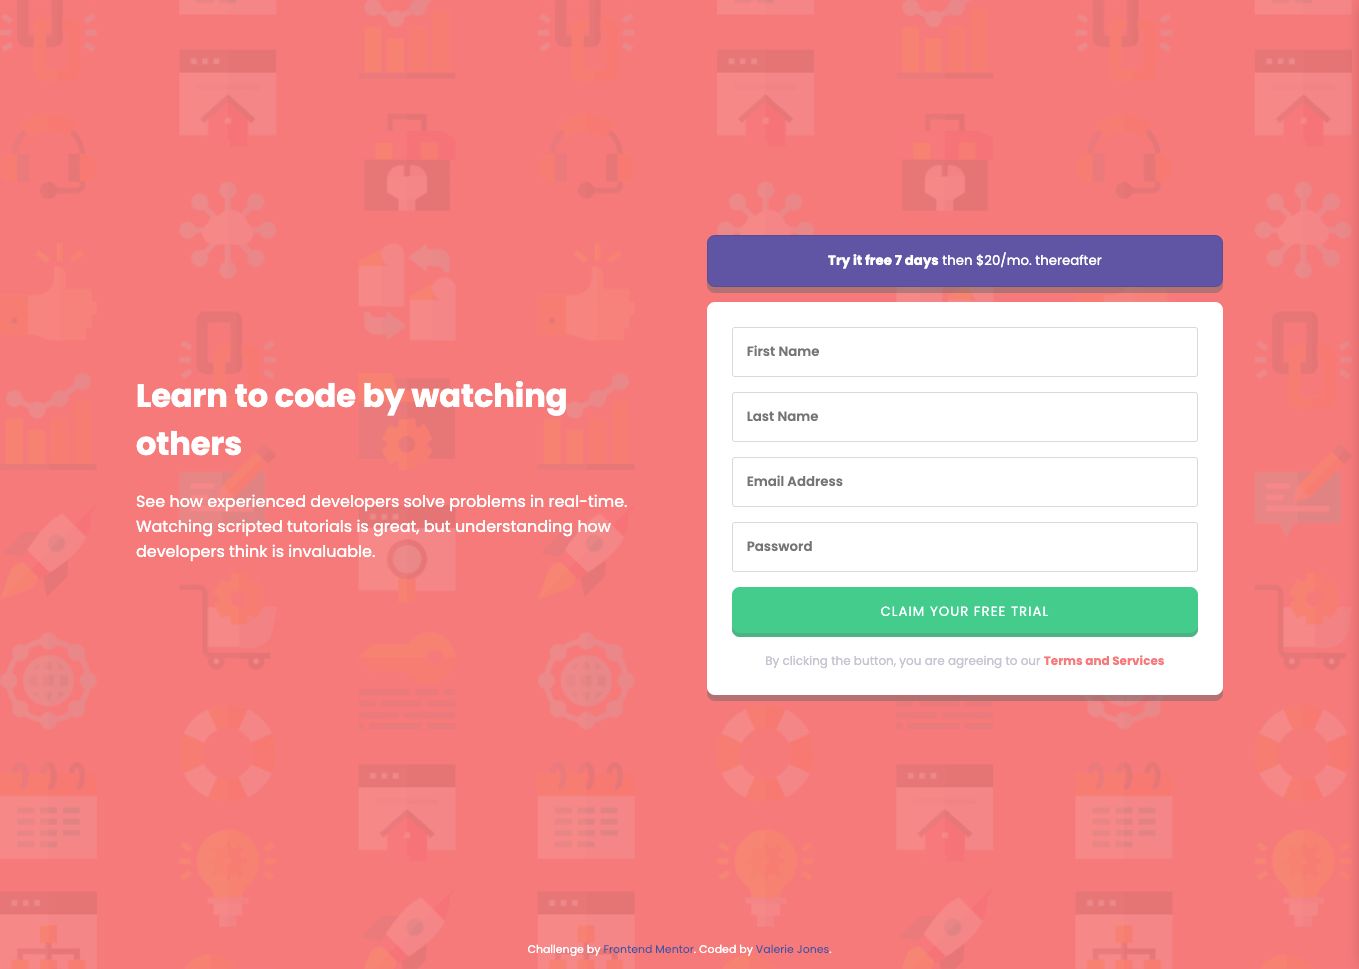 Learn to code by watching
others
See how experienced developers solve problems in real-time.
Watching scripted tutorials is great, but understanding how
developers think is invaluable.
Try it free 7 days then $20/mo. thereafter
First Name
Last Name
Email Address
Password
CLAIM YOUR FREE TRIAL
By clicking the button, you are agreeing to our Terms and Services
Challenge by Frontend Mentor. Coded by Valerie Jones.